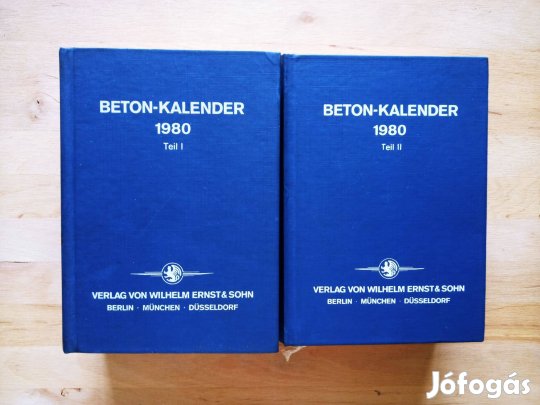 BETON-KALENDER
1980
Teil I
VERLAG VON WILHELM ERNST & SOHN
BERLIN · MÜNCHEN · DÜSSELDORF
BETON-KALENDER
1980
Teil II
VERLAG VON WILHELM ERNST & SOHN
BERLIN · MÜNCHEN · DÜSSELDORF
Jófogás